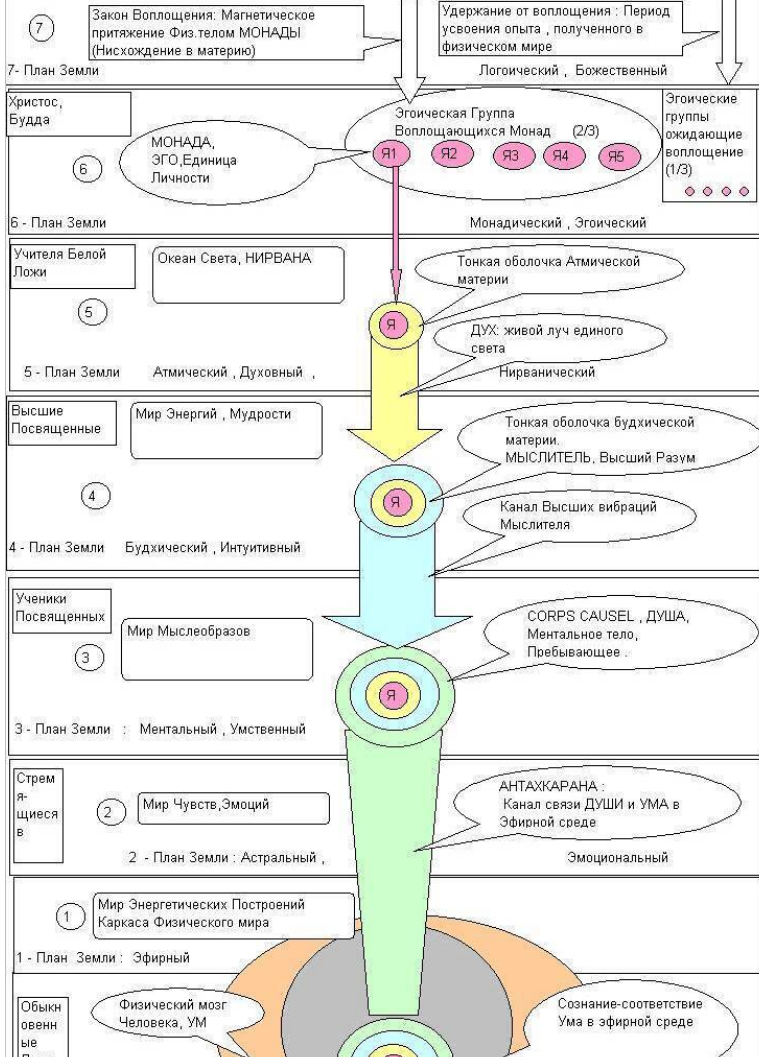 7
Закон Воплощения: Магнетическое
притяжение Физ.телом МОНАДЫ
(Нисхождение в материю)
Удержание от воплощения : Период
усвоения опыта , полученного в
физическом мире
7- План Земли
Логоический , Божественный
Христос,
Будда
6
МОНАДА,
ЭГО,Единица
Личности
Эгоическая Группа
Воплощающихся Монад (2/3)
Я1 Я2 Я3 Я4 Я5
Эгоические
группы
ожидающие
воплощение
(1/3)
6 - План Земли
Монадический , Эгоический
Учителя Белой
Ложи
Океан Света, НИРВАНА
5
Тонкая оболочка Атмической
материи
Я
ДУХ: живой луч единого
света
5 - План Земли Атмический , Духовный , Нирванический
Высшие
Посвященные
Мир Энергий , Мудрости
4
Тонкая оболочка будхической
материи.
МЫСЛИТЕЛЬ, Высший Разум
Я
Канал Высших вибраций
Мыслителя
4 - План Земли Будхический , Интуитивный
Ученики
Посвященных
Мир Мыслеобразов
3
CORPS CAUSEL , ДУША,
Ментальное тело,
Пребывающее .
Я
3 - План Земли : Ментальный , Умственный
Стрем
я-
щиеся
в
2
Мир Чувств,Эмоций
АНТАХКАРАНА :
Канал связи ДУШИ и УМА в
Эфирной среде
2 - План Земли : Астральный , Эмоциональный
1
Мир Энергетических Построений
Каркаса Физического мира
1 - План Земли : Эфирный
Обыкн
овенн
ые
Физический мозг
Человека, УМ
Сознание-соответствие
Ума в эфирной среде